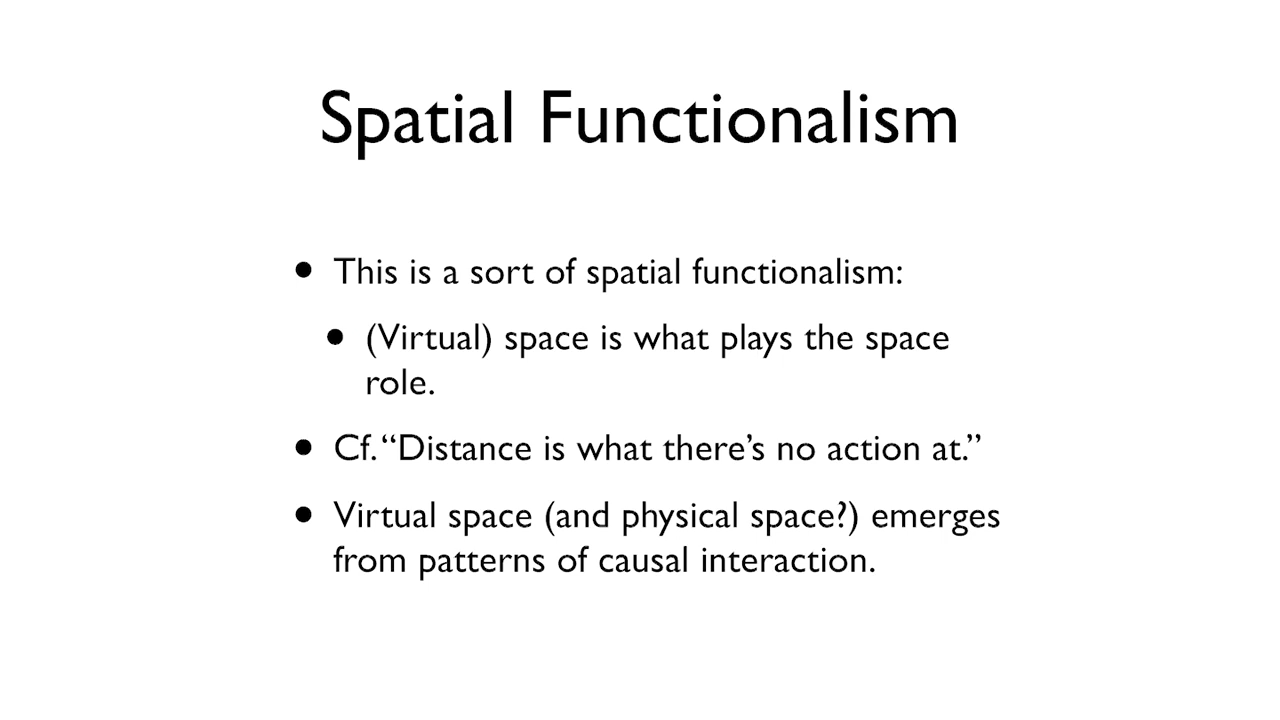 Spatial Functionalism
• This is a sort of spatial functionalism:
• (Virtual) space is what plays the space
role.
• Cf. “Distance is what there’s no action at.”
• Virtual space (and physical space?) emerges
from patterns of causal interaction.